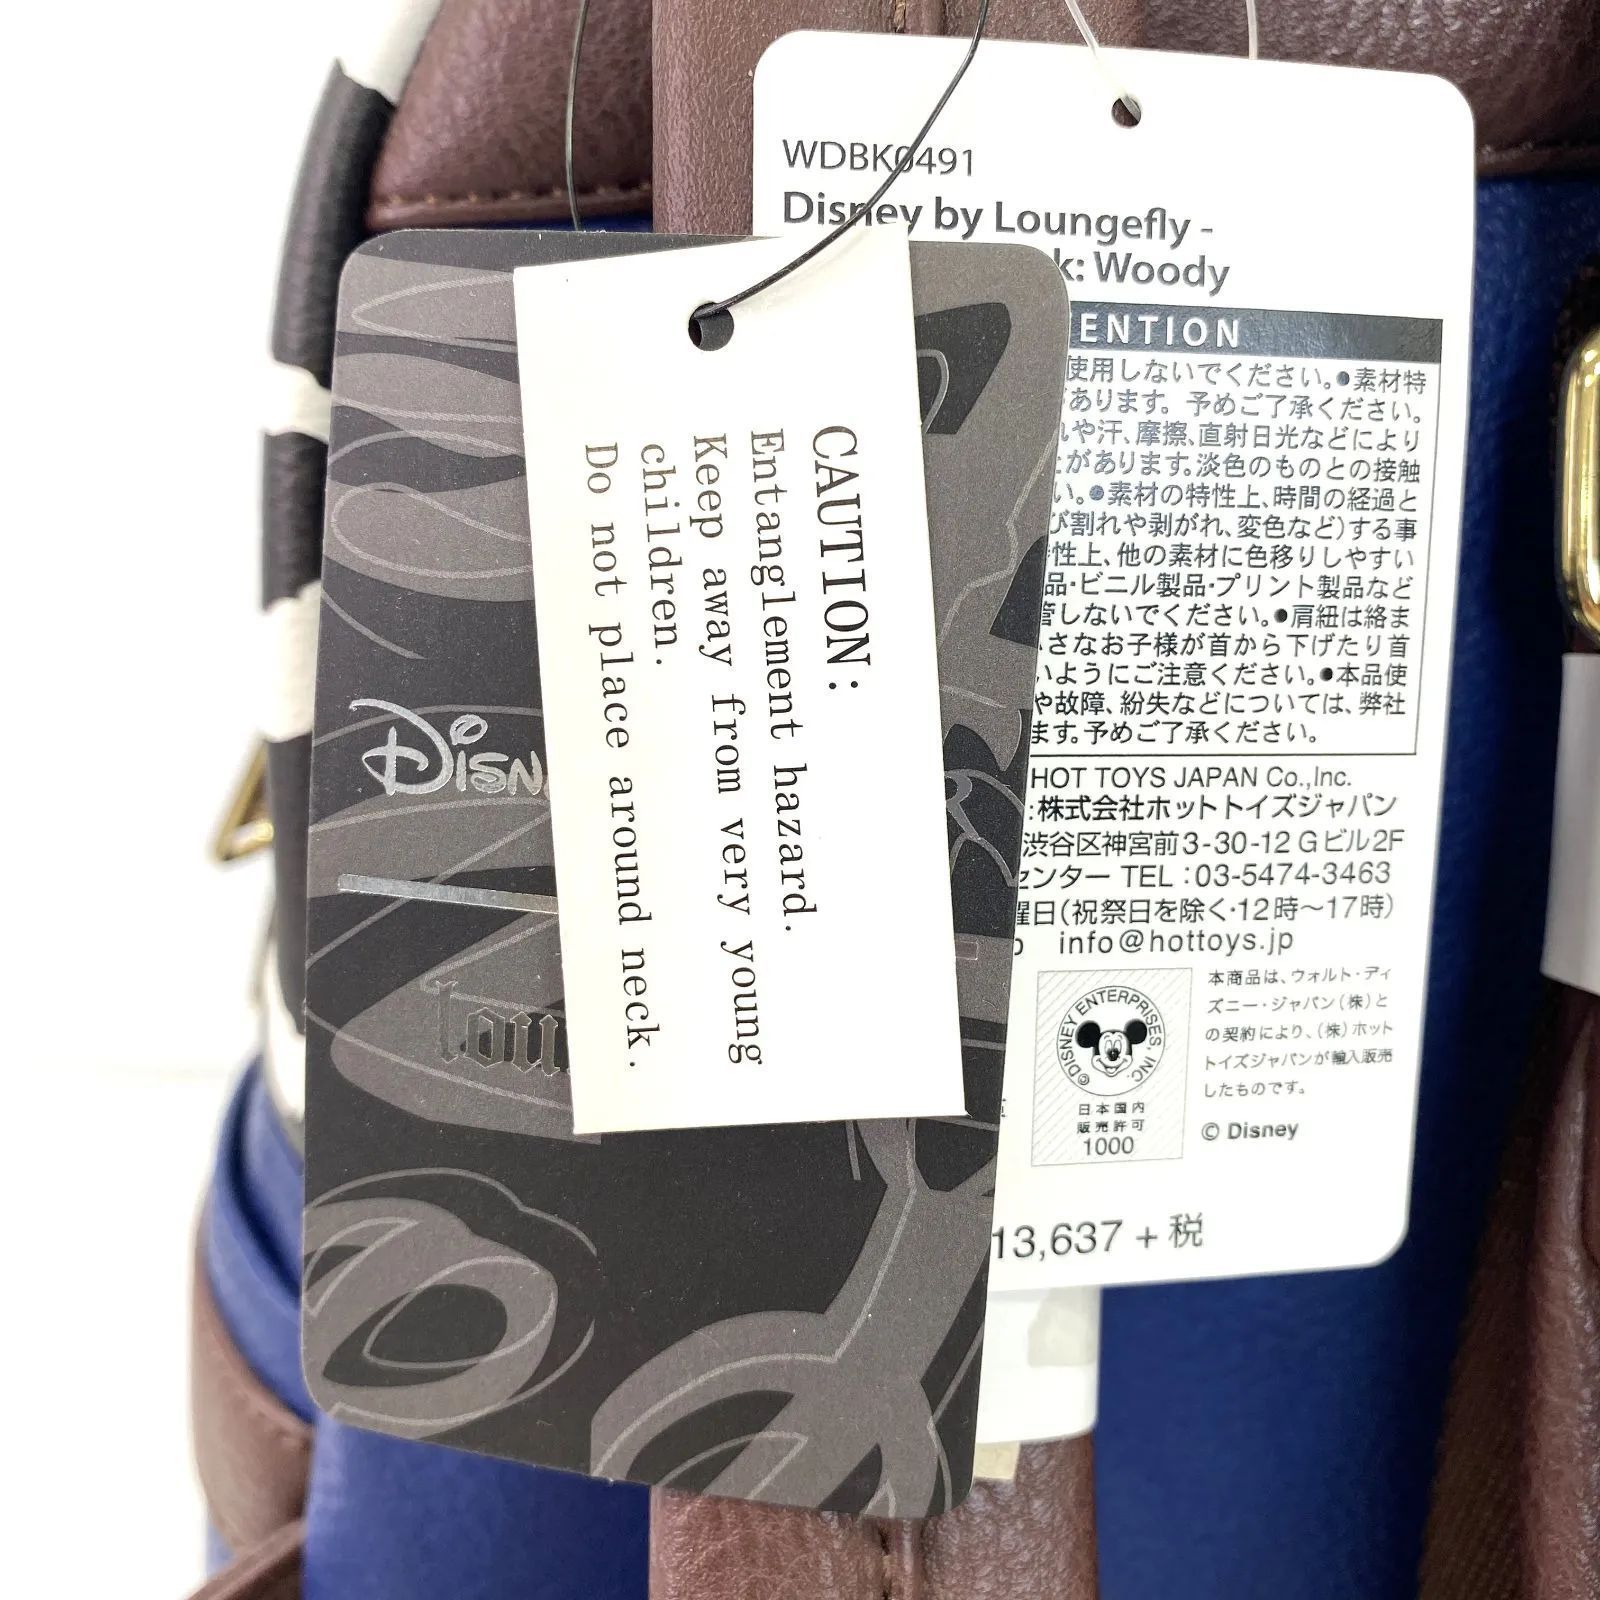 WDBK0491
Disney by Loungefly -
k: Woody
ENTION
使用しないでください。●素材特
があります。予めご了承ください。
れや汗、摩擦、直射日光などにより
とがあります。淡色のものとの接触
い。●素材の特性上、時間の経過と
び割れや剥がれ、変色など)する事
性上、他の素材に色移りしやすい
品・ビニル製品・プリント製品など
管しないでください。●肩紐は絡ま
さなお子様が首から下げたり首
いようにご注意ください。●本品使
や故障、紛失などについては、弊社
ます。予めご了承ください。
HOT TOYS JAPAN Co.,Inc.
:株式会社ホットトイズジャパン
渋谷区神宮前3-30-12 Gビル2F
センター TEL:03-5474-3463
曜日(祝祭日を除く・12時〜17時)
info@hottoys.jp
©DISNEY ENTERPRISES, INC.
日本国内
販売許可
1000
本商品は、ウォルト・ディ
ズニー・ジャパン(株)と
の契約により、(株)ホット
トイズジャパンが輸入販売
したものです。
© Disney
13,637 + 税
CAUTION:
Entanglement hazard.
Keep away from very young
children.
Do not place around neck.
DISN
lou